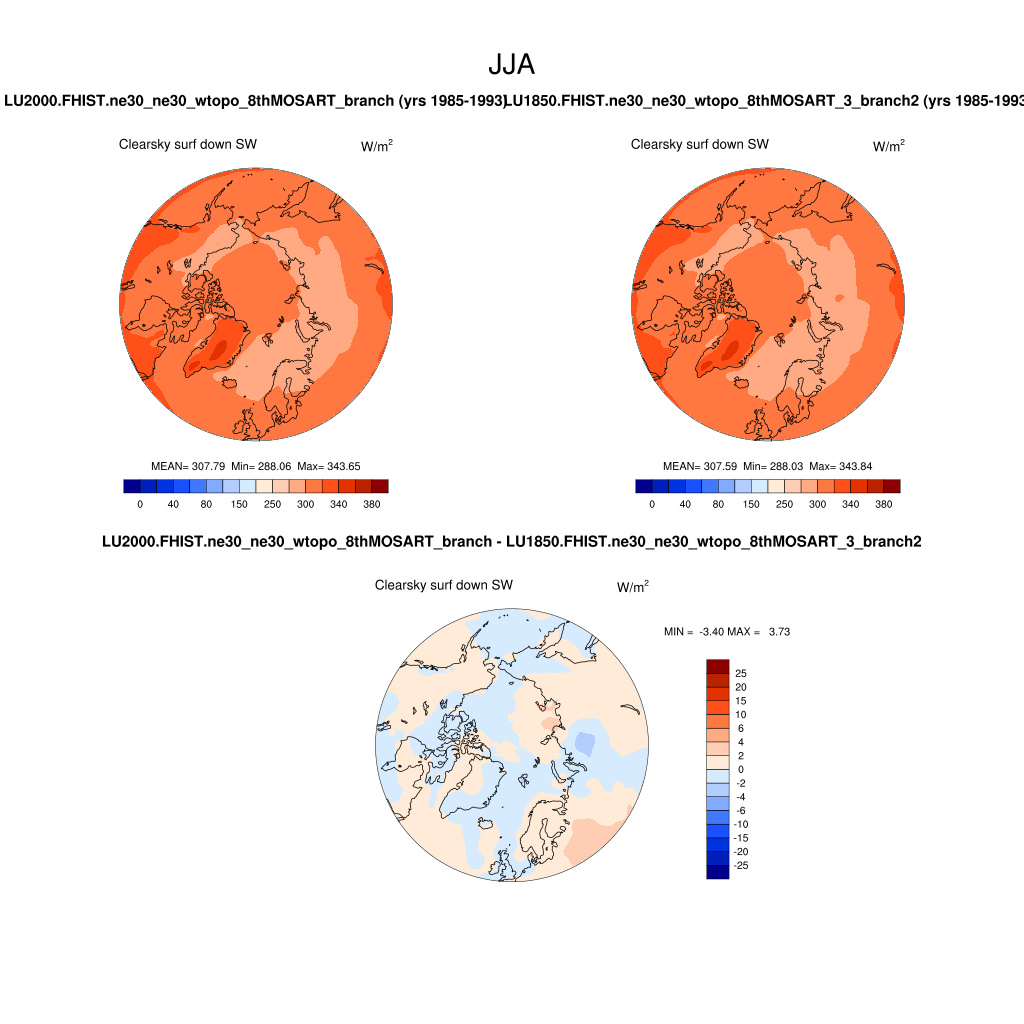 JJA
LU2000.FHIST.ne30_ne30_wtopo_8thMOSART_branch (yrs 1985-1993)
LU1850.FHIST.ne30_ne30_wtopo_8thMOSART_3_branch2 (yrs 1985-1993
Clearsky surf down SW W/m2
Clearsky surf down SW W/m2
MEAN= 307.79 Min= 288.06 Max= 343.65
MEAN= 307.59 Min= 288.03 Max= 343.84
0 40 80 150 250 300 340 380
0 40 80 150 250 300 340 380
LU2000.FHIST.ne30_ne30_wtopo_8thMOSART_branch - LU1850.FHIST.ne30_ne30_wtopo_8thMOSART_3_branch2
Clearsky surf down SW W/m2
MIN = -3.40 MAX = 3.73
25
20
15
10
6
4
2
0
-2
-4
-6
-10
-15
-20
-25